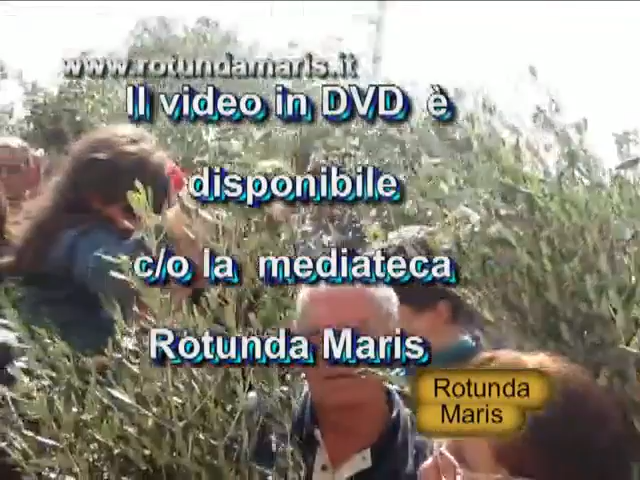 www.rotundamaris.it
Il video in DVD è
disponibile
c/o la mediateca
Rotunda Maris
Rotunda
Maris